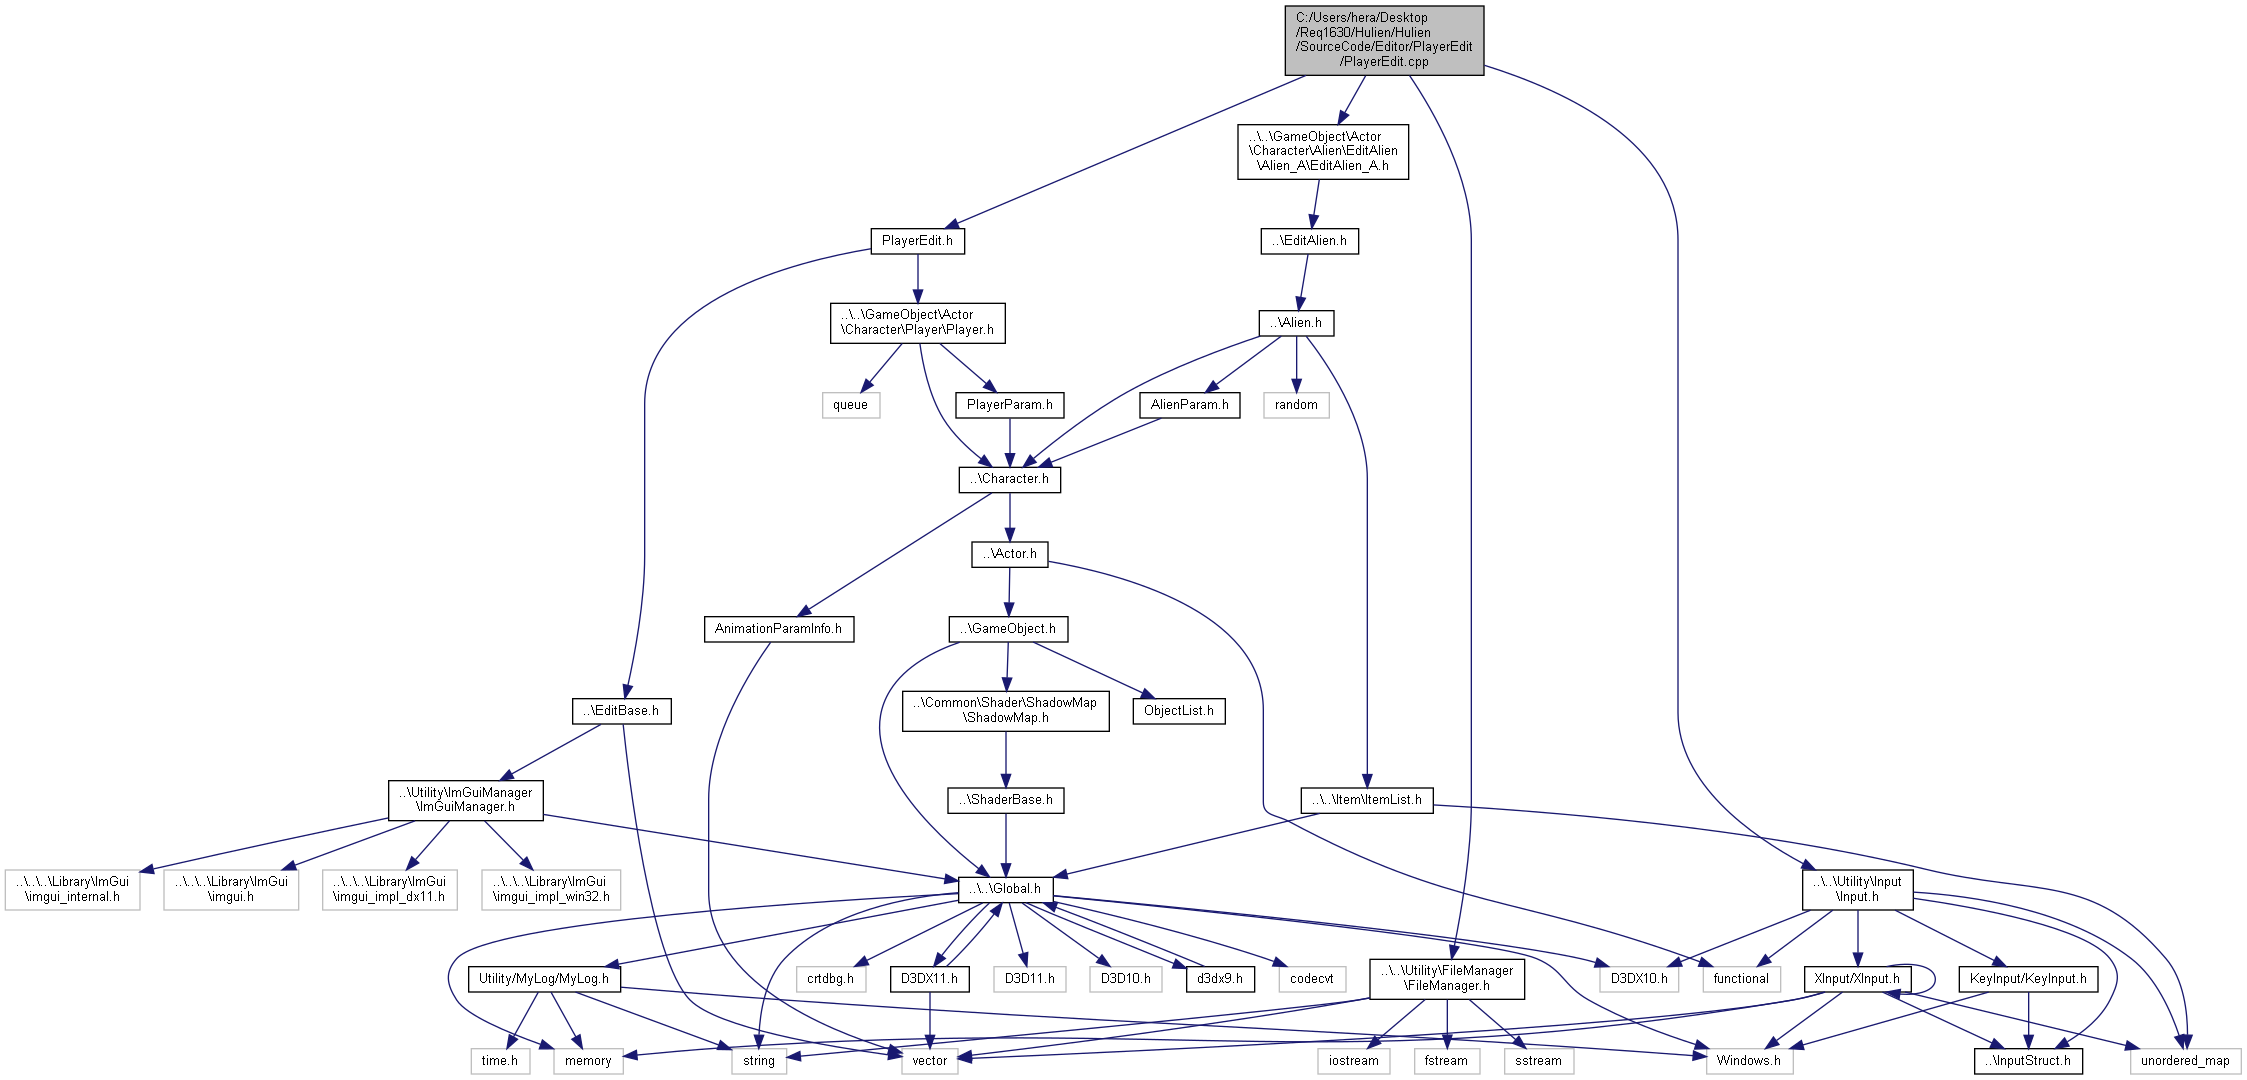 C:/Users/hera/Desktop
/Req1630/Hulien/Hulien
/SourceCode/Editor/PlayerEdit
/PlayerEdit.cpp
..\..\GameObject\Actor
\Character\Alien\EditAlien
\Alien_A\EditAlien_A.h
PlayerEdit.h
..\EditAlien.h
..\..\GameObject\Actor
\Character\Player\Player.h
..\Alien.h
queue
PlayerParam.h
AlienParam.h
random
..\Character.h
..\Actor.h
AnimationParamInfo.h
..\GameObject.h
..\EditBase.h
..\Common\Shader\ShadowMap
\ShadowMap.h
ObjectList.h
..\Utility\ImGuiManager
\ImGuiManager.h
..\ShaderBase.h
..\..\Item\ItemList.h
..\..\..\Library\ImGui
\imgui_internal.h
..\..\..\Library\ImGui
\imgui.h
..\..\..\Library\ImGui
\imgui_impl_dx11.h
..\..\..\Library\ImGui
\imgui_impl_win32.h
..\..\Global.h
..\..\Utility\Input
\Input.h
Utility/MyLog/MyLog.h
crtdbg.h
D3DX11.h
D3D11.h
D3D10.h
d3dx9.h
codecvt
..\..\Utility\FileManager
\FileManager.h
D3DX10.h
functional
XInput/XInput.h
KeyInput/KeyInput.h
time.h
memory
string
vector
iostream
fstream
sstream
Windows.h
..\InputStruct.h
unordered_map